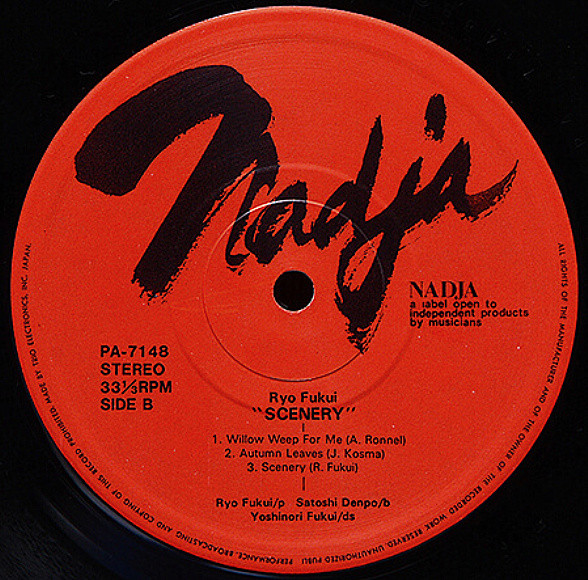 Nadja
NADJA
a label open to
independent products
by musicians
PA-7148
STEREO
33⅓RPM
SIDE B
Ryo Fukui
"SCENERY"
1. Willow Weep For Me (A. Ronnel)
2. Autumn Leaves (J. Kosma)
3. Scenery (R. Fukui)
Ryo Fukui/p Satoshi Denpo/b
Yoshinori Fukui/ds
ALL RIGHTS OF THE MANUFACTURER AND OF THE OWNER OF THE RECORDED WORK RESERVED. UNAUTHORIZED PUBLIC PERFORMANCE, BROADCASTING AND COPYING OF THIS RECORD PROHIBITED. MADE BY TRIO ELECTRONICS, INC. JAPAN.